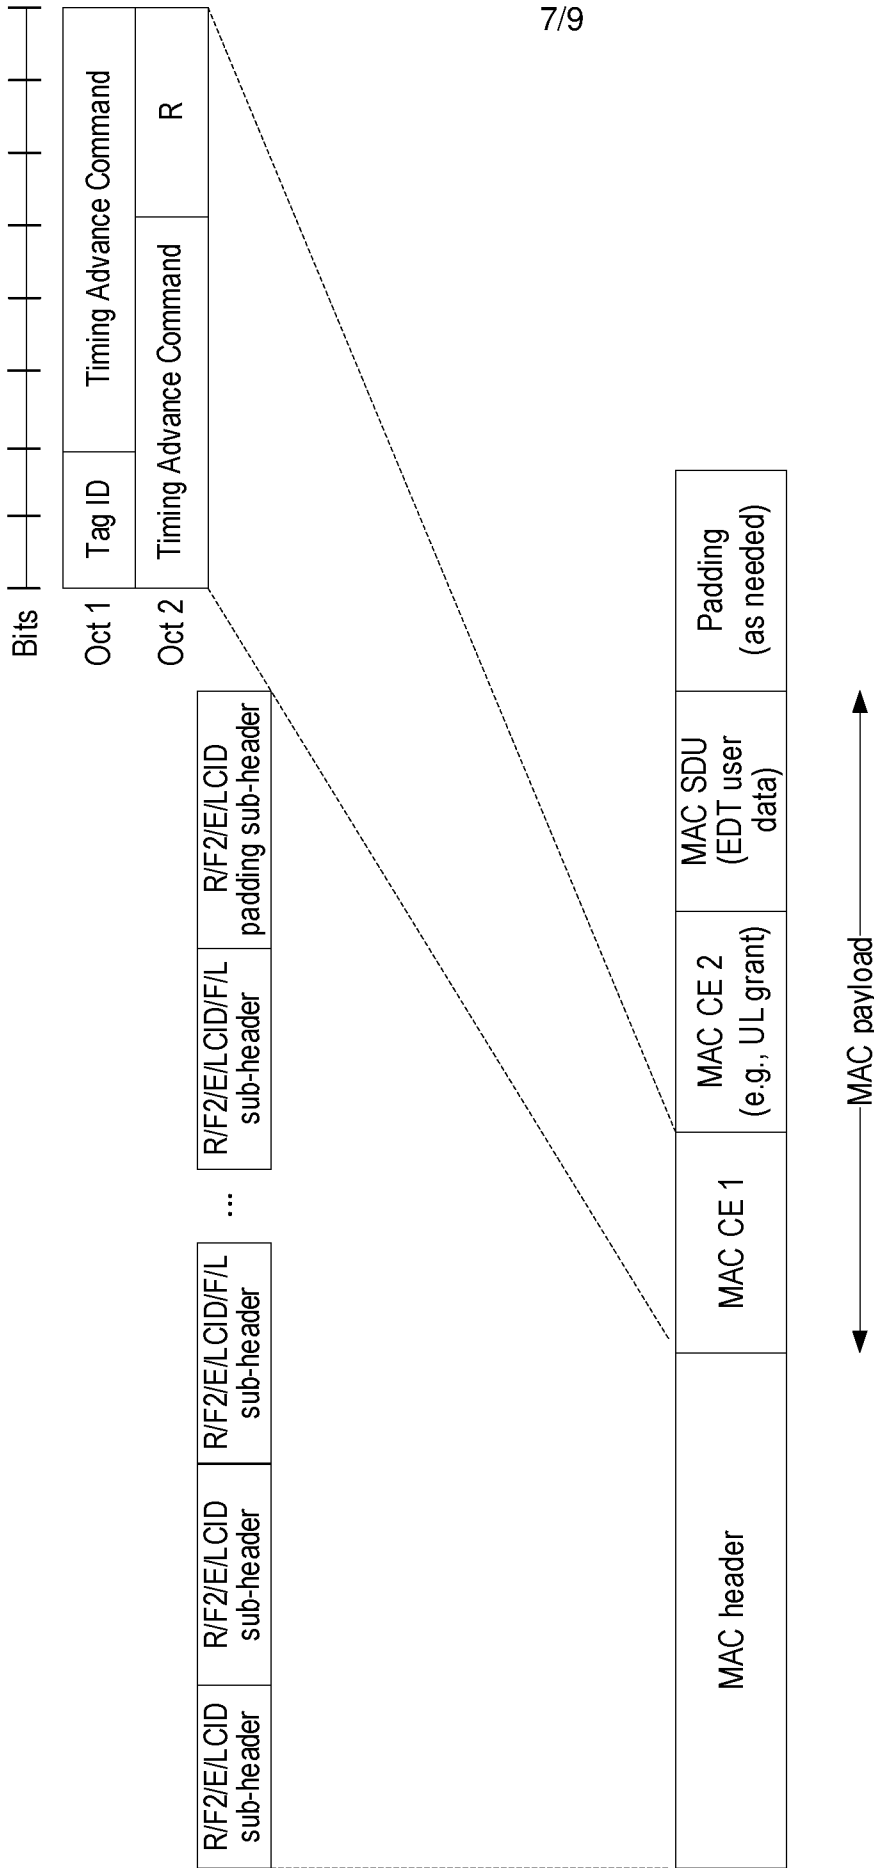 7/9
Bits
Oct 1
Tag ID
Timing Advance Command
Oct 2
Timing Advance Command
R
R/F2/E/LCID
sub-header
R/F2/E/LCID
sub-header
R/F2/E/LCID/F/L
sub-header
...
R/F2/E/LCID/F/L
sub-header
R/F2/E/LCID
padding sub-header
MAC header
MAC CE 1
MAC CE 2
(e.g., UL grant)
MAC SDU
(EDT user
data)
Padding
(as needed)
MAC payload